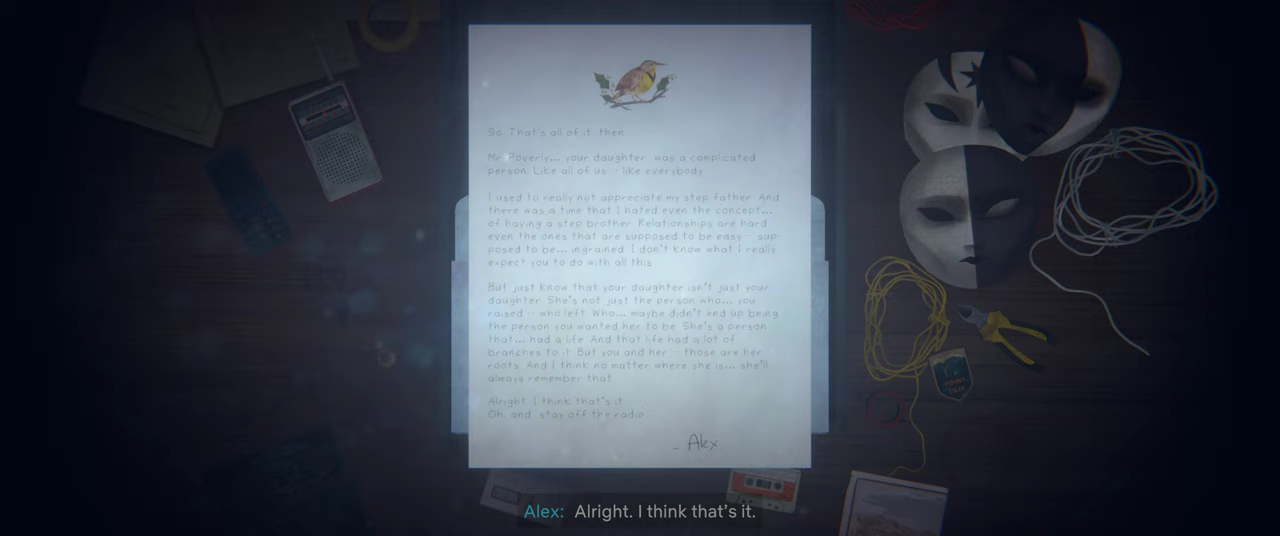 So. That's all of it, then.
Mr. Poverly... your daughter was a complicated
person. Like all of us -- like everybody.
I used to really not appreciate my step father. And
there was a time that I hated even the concept...
of having a step brother. Relationships are hard
even the ones that are supposed to be easy -- sup-
posed to be... ingrained. I don't know what I really
expect you to do with all this.
But just know that your daughter isn't just your
daughter. She's not just the person who... you
raised -- who left. Who... maybe didn't end up being
the person you wanted her to be. She's a person
that... had a life. And that life had a lot of
branches to it. But you and her -- those are her
roots. And I think no matter where she is... she'll
always remember that.
Alright. I think that's it.
Oh, and, stay off the radio.
- Alex
Alex: Alright. I think that's it.